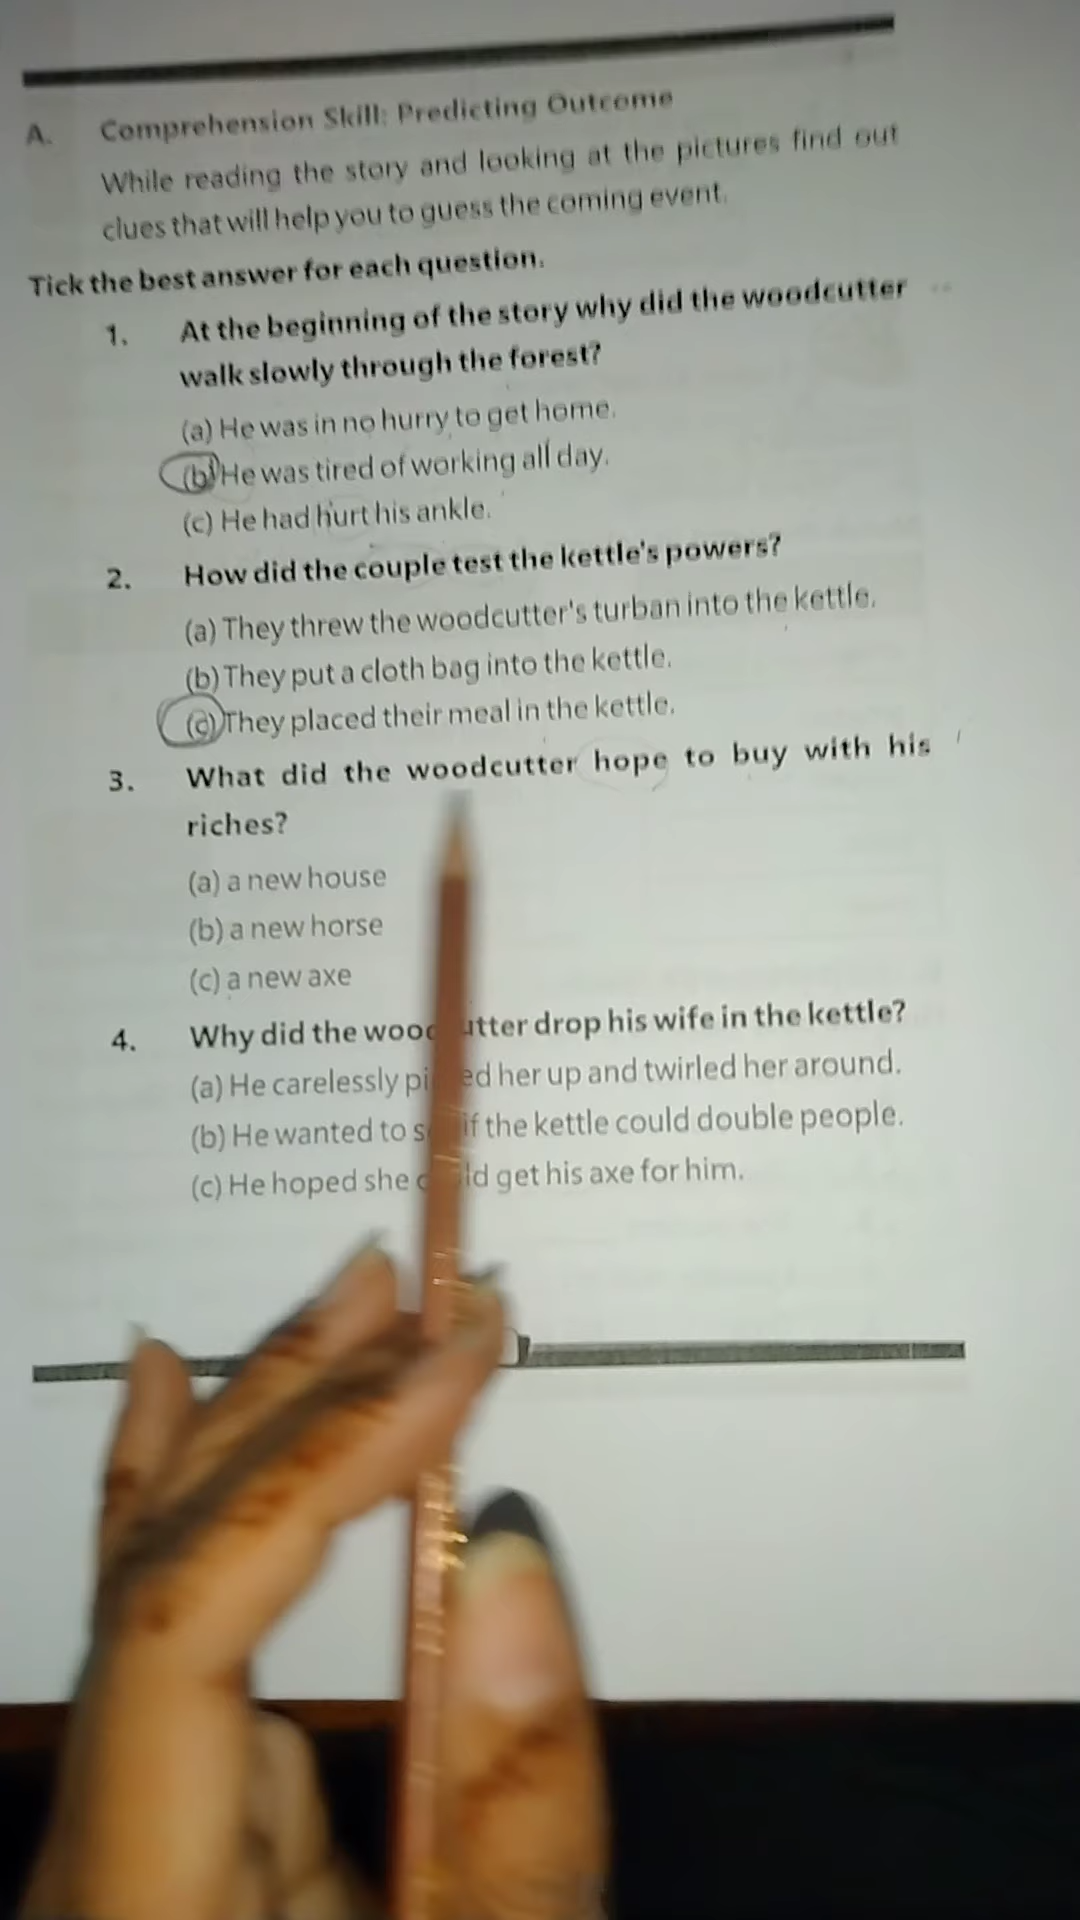 A. Comprehension Skill: Predicting Outcome
While reading the story and looking at the pictures find out
clues that will help you to guess the coming event.
Tick the best answer for each question.
1. At the beginning of the story why did the woodcutter
walk slowly through the forest?
(a) He was in no hurry to get home.
(b) He was tired of working all day.
(c) He had hurt his ankle.
2. How did the couple test the kettle's powers?
(a) They threw the woodcutter's turban into the kettle.
(b) They put a cloth bag into the kettle.
(c) They placed their meal in the kettle.
3. What did the woodcutter hope to buy with his
riches?
(a) a new house
(b) a new horse
(c) a new axe
4. Why did the wood utter drop his wife in the kettle?
(a) He carelessly pi ed her up and twirled her around.
(b) He wanted to s if the kettle could double people.
(c) He hoped she c ld get his axe for him.